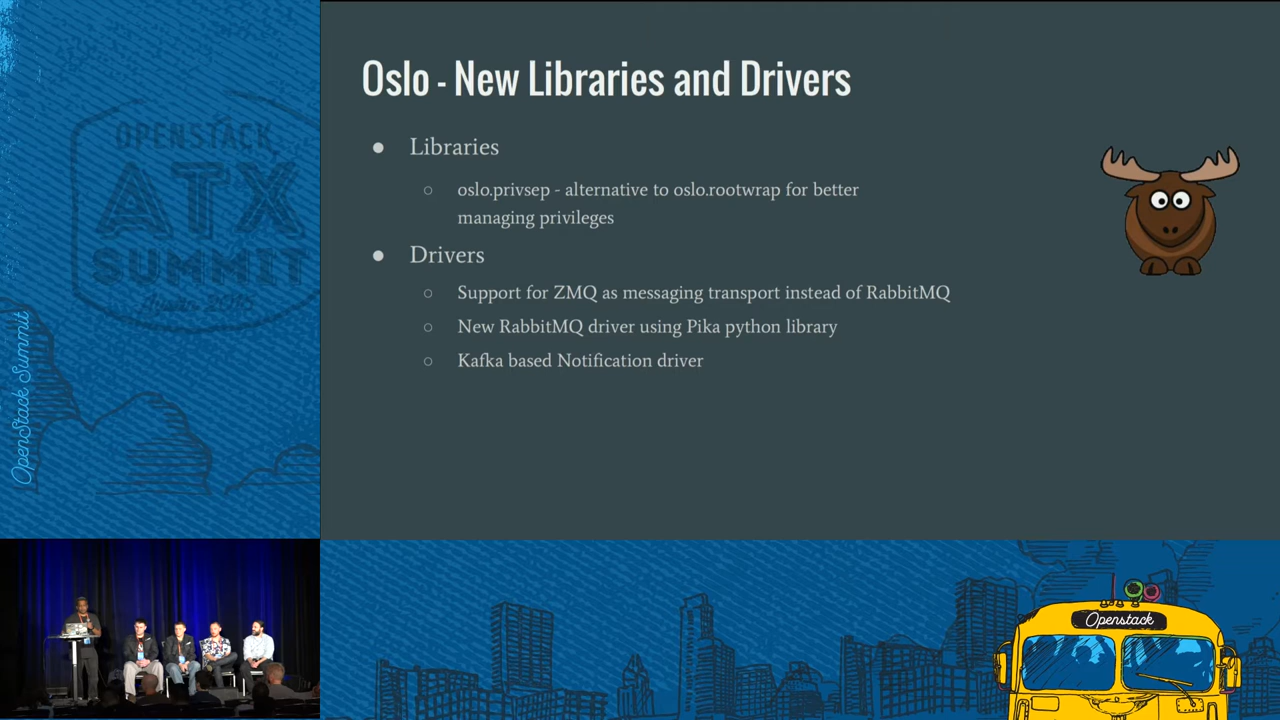 Oslo - New Libraries and Drivers
● Libraries
○ oslo.privsep - alternative to oslo.rootwrap for better
managing privileges
● Drivers
○ Support for ZMQ as messaging transport instead of RabbitMQ
○ New RabbitMQ driver using Pika python library
○ Kafka based Notification driver
OPENSTACK
ATX
SUMMIT
OpenStack Summit
Openstack